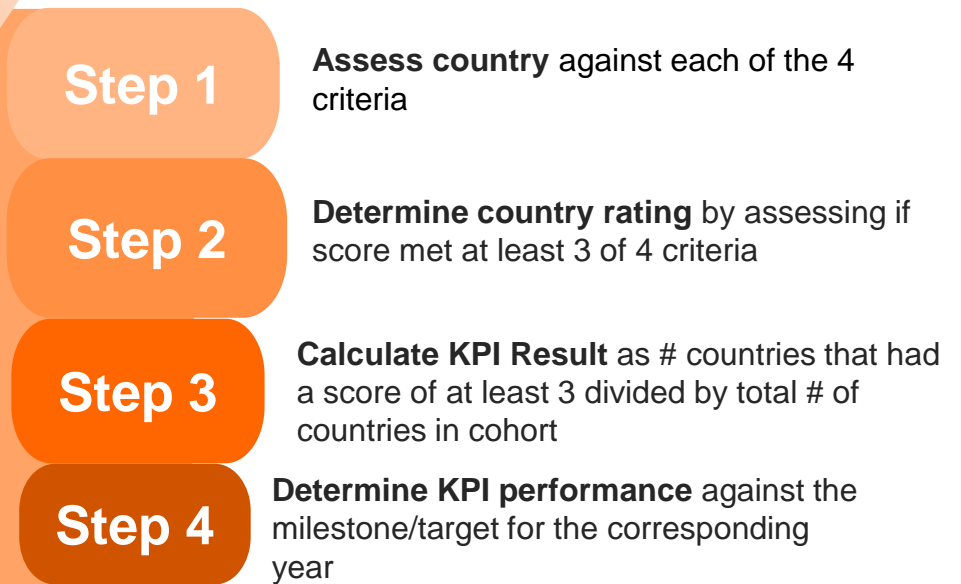 Step 1
Assess country against each of the 4
criteria
Step 2
Determine country rating by assessing if
score met at least 3 of 4 criteria
Step 3
Calculate KPI Result as # countries that had
a score of at least 3 divided by total # of
countries in cohort
Step 4
Determine KPI performance against the
milestone/target for the corresponding
year